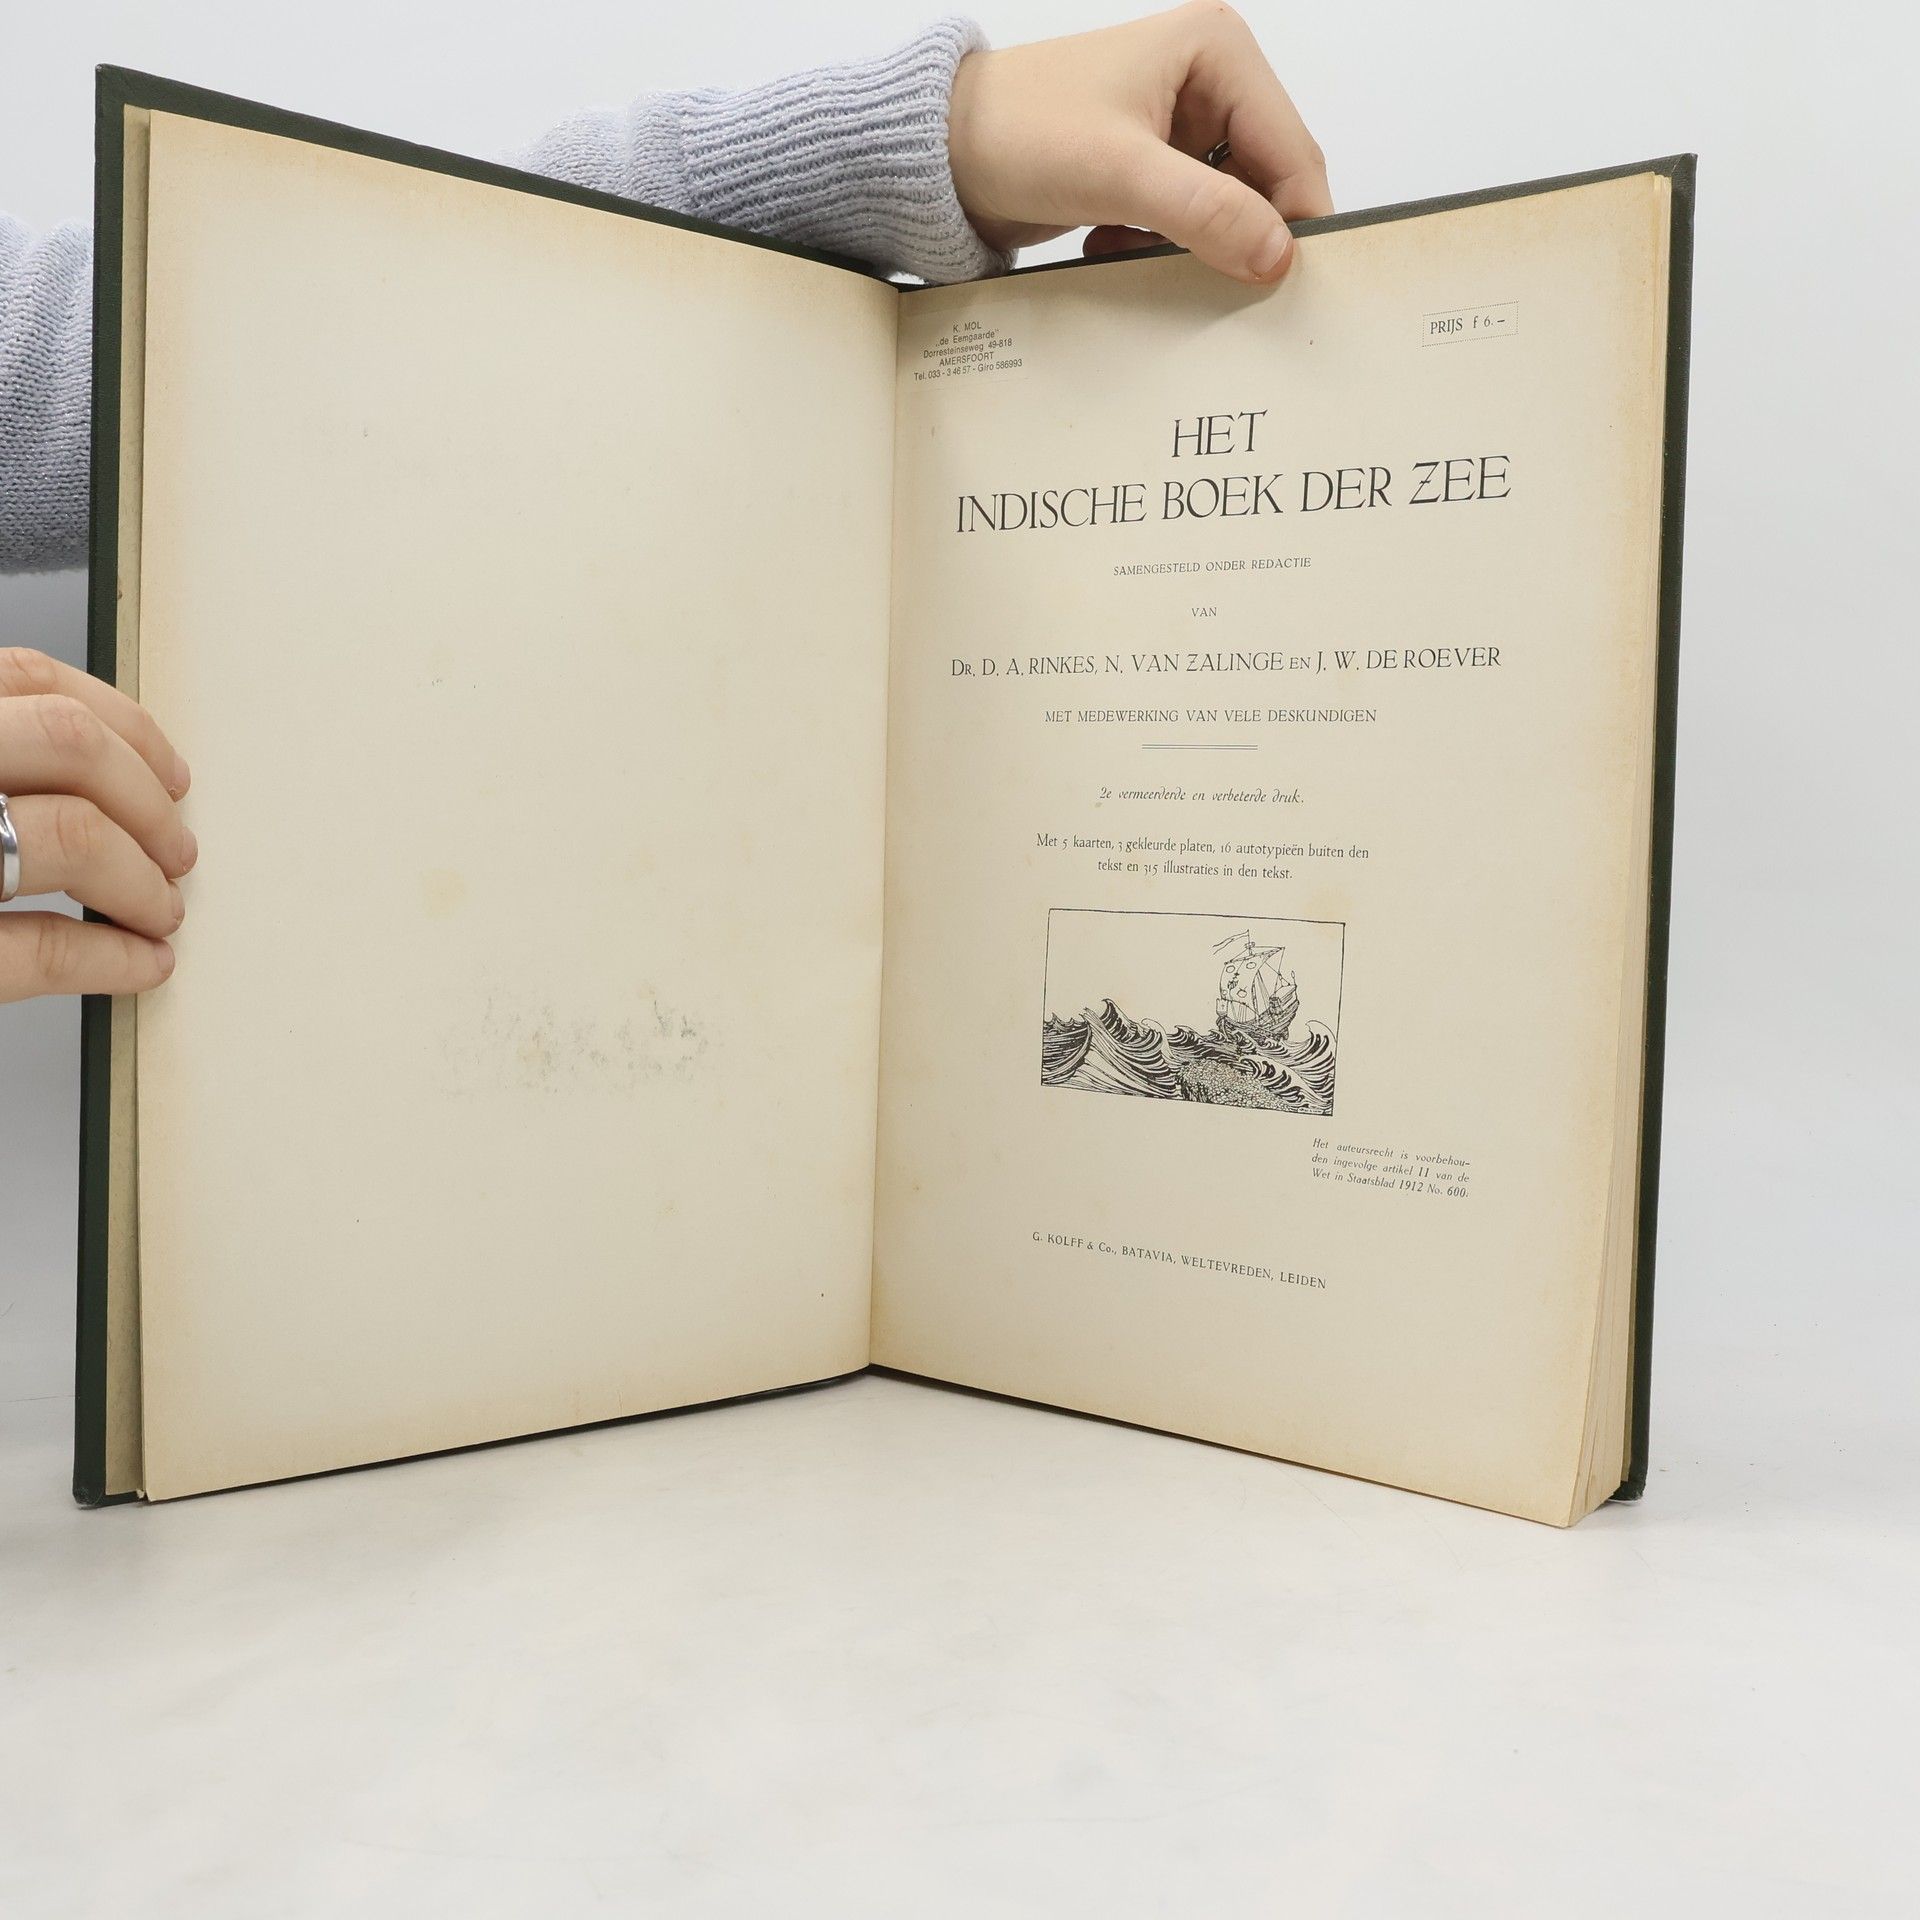 K. MOL
„de Eemgaarde"
Dorresteinseweg 49-818
AMERSFOORT
Tel. 033 - 3 46 57 - Giro 586993
PRIJS f 6.–
HET
INDISCHE BOEK DER ZEE
SAMENGESTELD ONDER REDACTIE
VAN
DR. D. A. RINKES, N. VAN ZALINGE EN J. W. DE ROEVER
MET MEDEWERKING VAN VELE DESKUNDIGEN
2e vermeerderde en verbeterde druk.
Met 5 kaarten, 3 gekleurde platen, 16 autotypieën buiten den
tekst en 315 illustraties in den tekst.
Het auteursrecht is voorbehou-
den ingevolge artikel 11 van de
Wet in Staatsblad 1912 No. 600.
G. KOLFF & Co., BATAVIA, WELTEVREDEN, LEIDEN